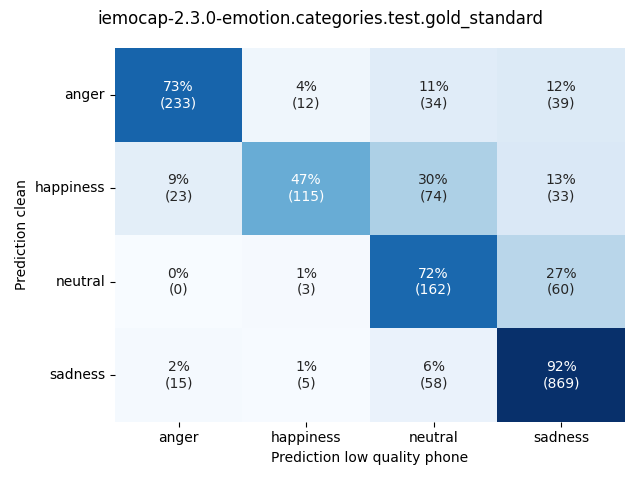 iemocap-2.3.0-emotion.categories.test.gold_standard
Prediction clean
anger
73%
(233)
4%
(12)
11%
(34)
12%
(39)
happiness
9%
(23)
47%
(115)
30%
(74)
13%
(33)
neutral
0%
(0)
1%
(3)
72%
(162)
27%
(60)
sadness
2%
(15)
1%
(5)
6%
(58)
92%
(869)
anger
happiness
neutral
sadness
Prediction low quality phone